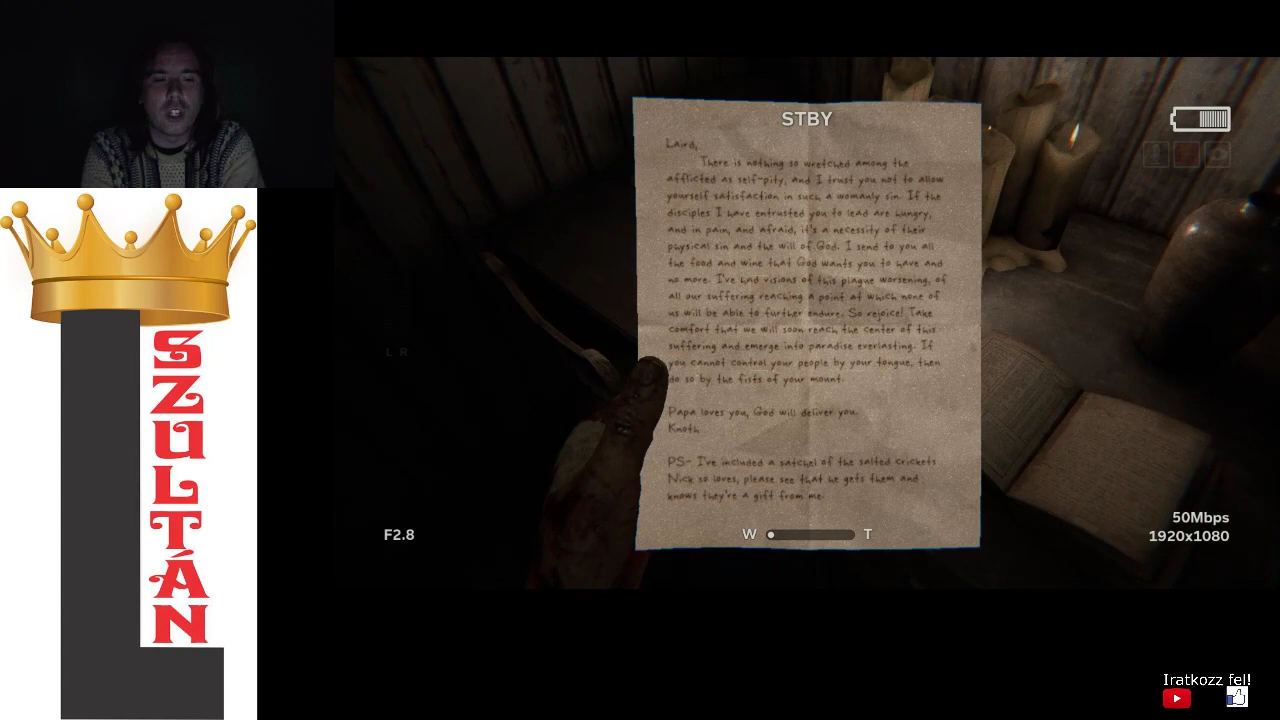 STBY
Laird,
There is nothing so wretched among the
afflicted as self-pity, and I trust you not to allow
yourself satisfaction in such a womanly sin. If the
disciples I have entrusted you to lead are hungry,
and in pain, and afraid, it's a necessity of their
physical sin and the will of God. I send to you all
the food and wine that God wants you to have and
no more. I've had visions of this plague worsening, of
all our suffering reaching a point at which none of
us will be able to further endure. So rejoice! Take
comfort that we will soon reach the center of this
suffering and emerge into paradise everlasting. If
you cannot control your people by your tongue, then
do so by the fists of your mount.
Papa loves you, God will deliver you.
Knoth
PS- I've included a satchel of the salted crickets
Nick so loves, please see that he gets them and
knows they're a gift from me.
L R
F2.8
W T
50Mbps
1920x1080
L
SZULTÁN
Iratkozz fel!